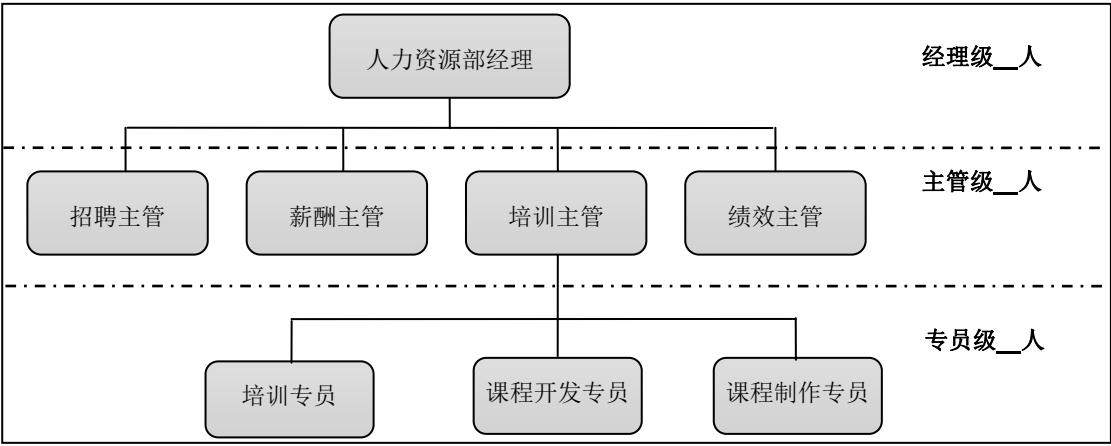 人力资源部经理
经理级__人
主管级__人
招聘主管
薪酬主管
培训主管
绩效主管
专员级__人
培训专员
课程开发专员
课程制作专员